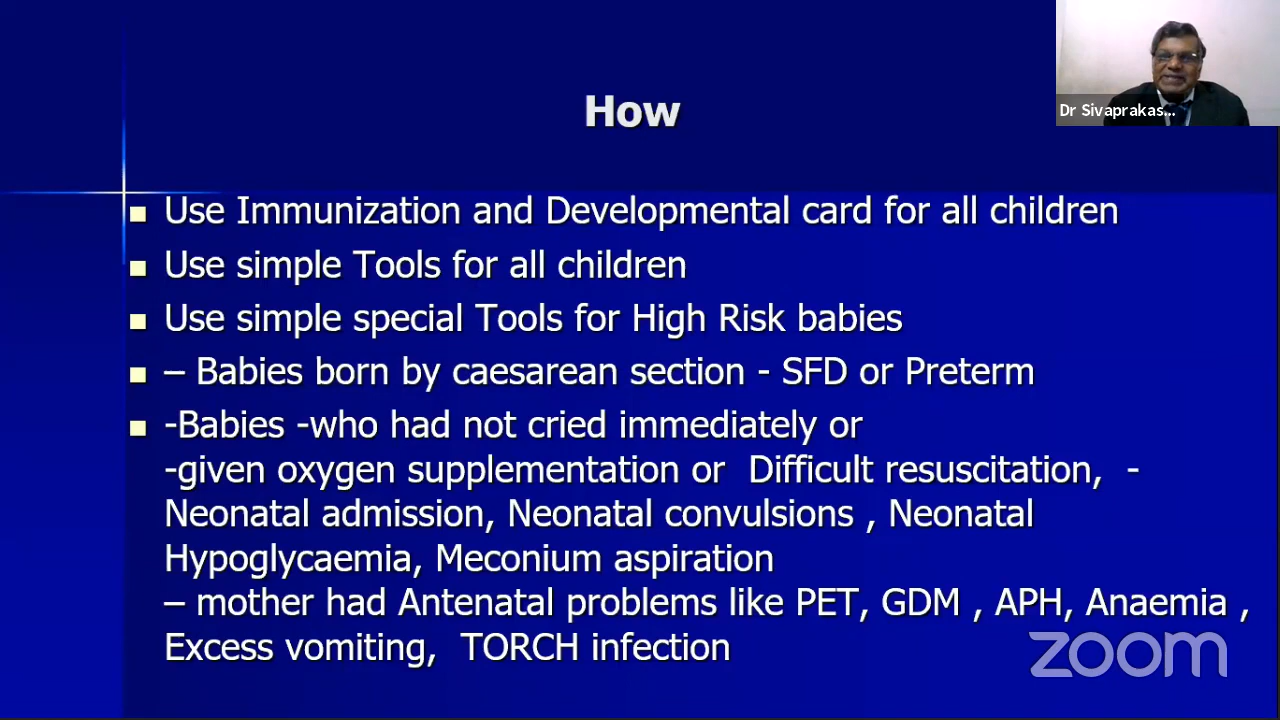 How
Dr Sivaprakas...
Use Immunization and Developmental card for all children
Use simple Tools for all children
Use simple special Tools for High Risk babies
– Babies born by caesarean section - SFD or Preterm
-Babies -who had not cried immediately or
-given oxygen supplementation or Difficult resuscitation, -
Neonatal admission, Neonatal convulsions , Neonatal
Hypoglycaemia, Meconium aspiration
– mother had Antenatal problems like PET, GDM , APH, Anaemia ,
Excess vomiting, TORCH infection
zoom